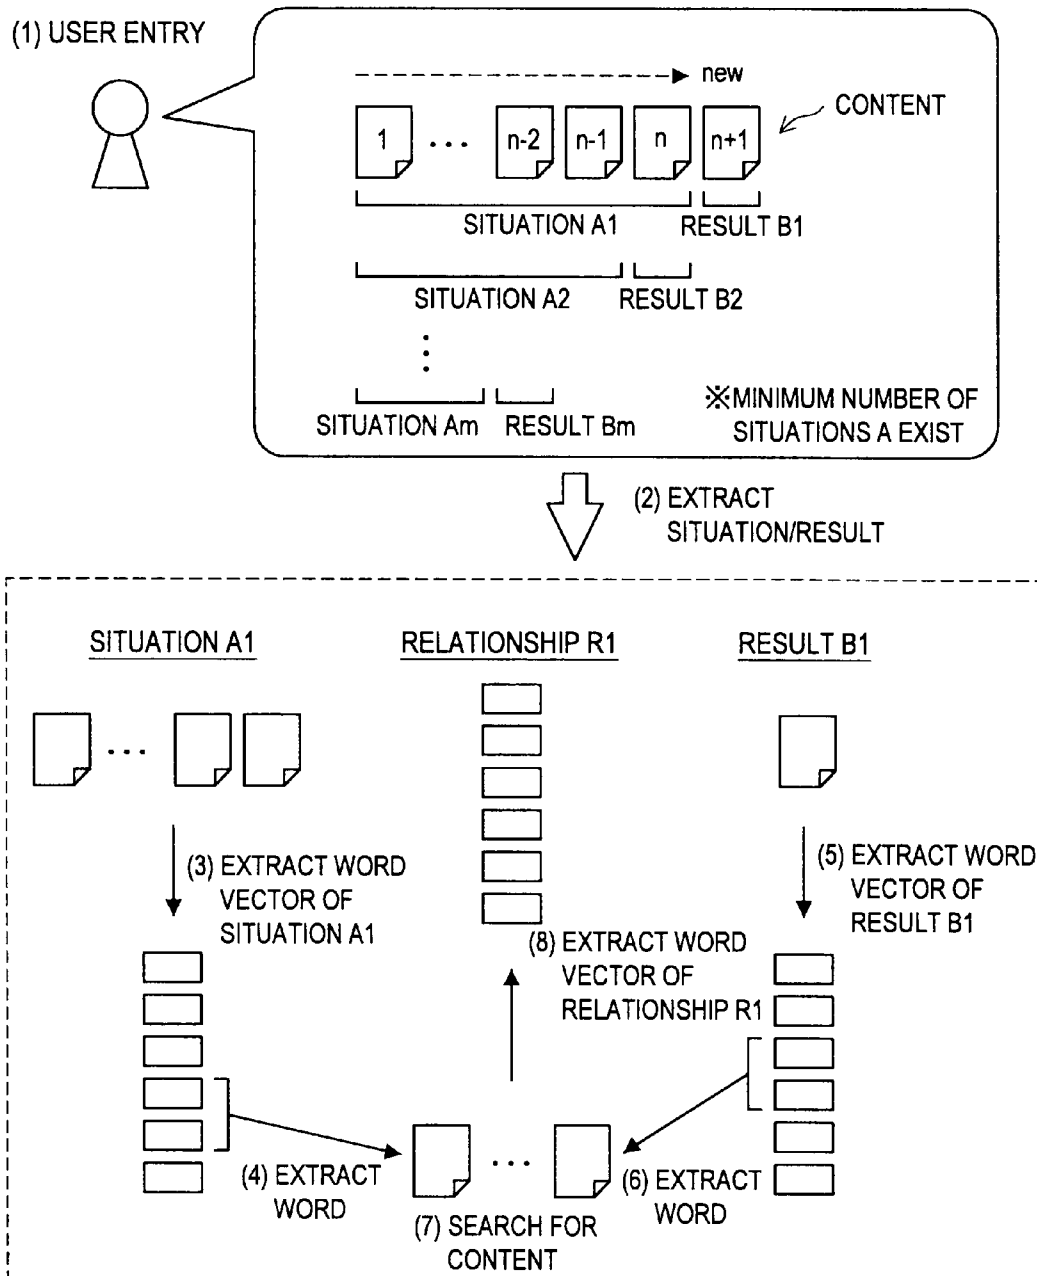 (1) USER ENTRY
new
CONTENT
1 ... n-2 n-1 n n+1
SITUATION A1 RESULT B1
SITUATION A2 RESULT B2
SITUATION Am RESULT Bm
※MINIMUM NUMBER OF
SITUATIONS A EXIST
(2) EXTRACT
SITUATION/RESULT
SITUATION A1 RELATIONSHIP R1 RESULT B1
...
(3) EXTRACT WORD
VECTOR OF
SITUATION A1
(5) EXTRACT WORD
VECTOR OF
RESULT B1
(8) EXTRACT WORD
VECTOR OF
RELATIONSHIP R1
(4) EXTRACT
WORD
...
(6) EXTRACT
WORD
(7) SEARCH FOR
CONTENT